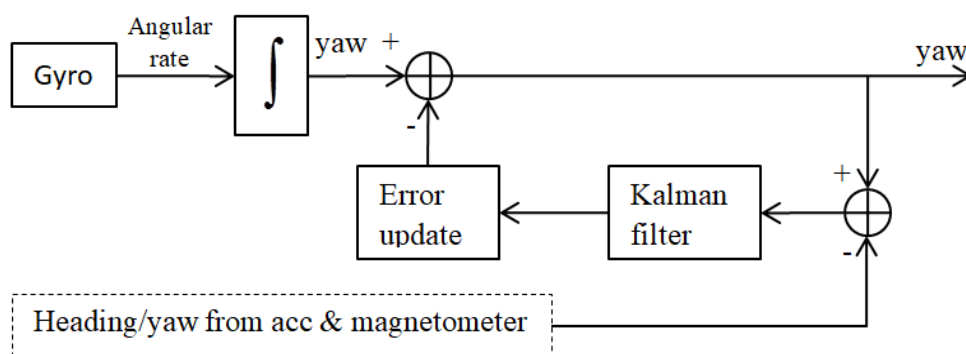 Gyro
Angular
rate
∫
yaw +
-
yaw
Error
update
Kalman
filter
+
-
Heading/yaw from acc & magnetometer